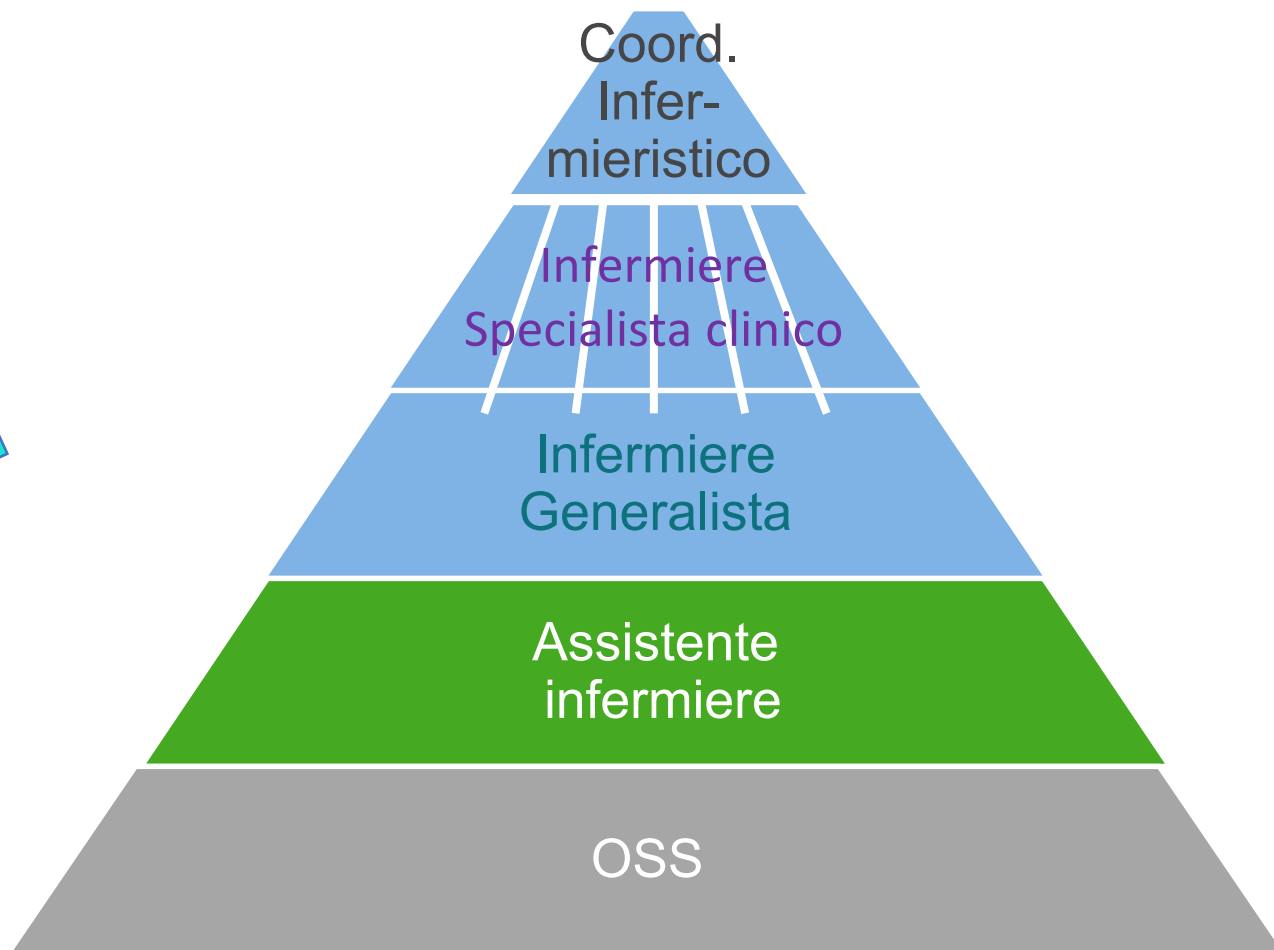 Coord.
Infer-
mieristico
Infermiere
Specialista clinico
Infermiere
Generalista
Assistente
infermiere
OSS